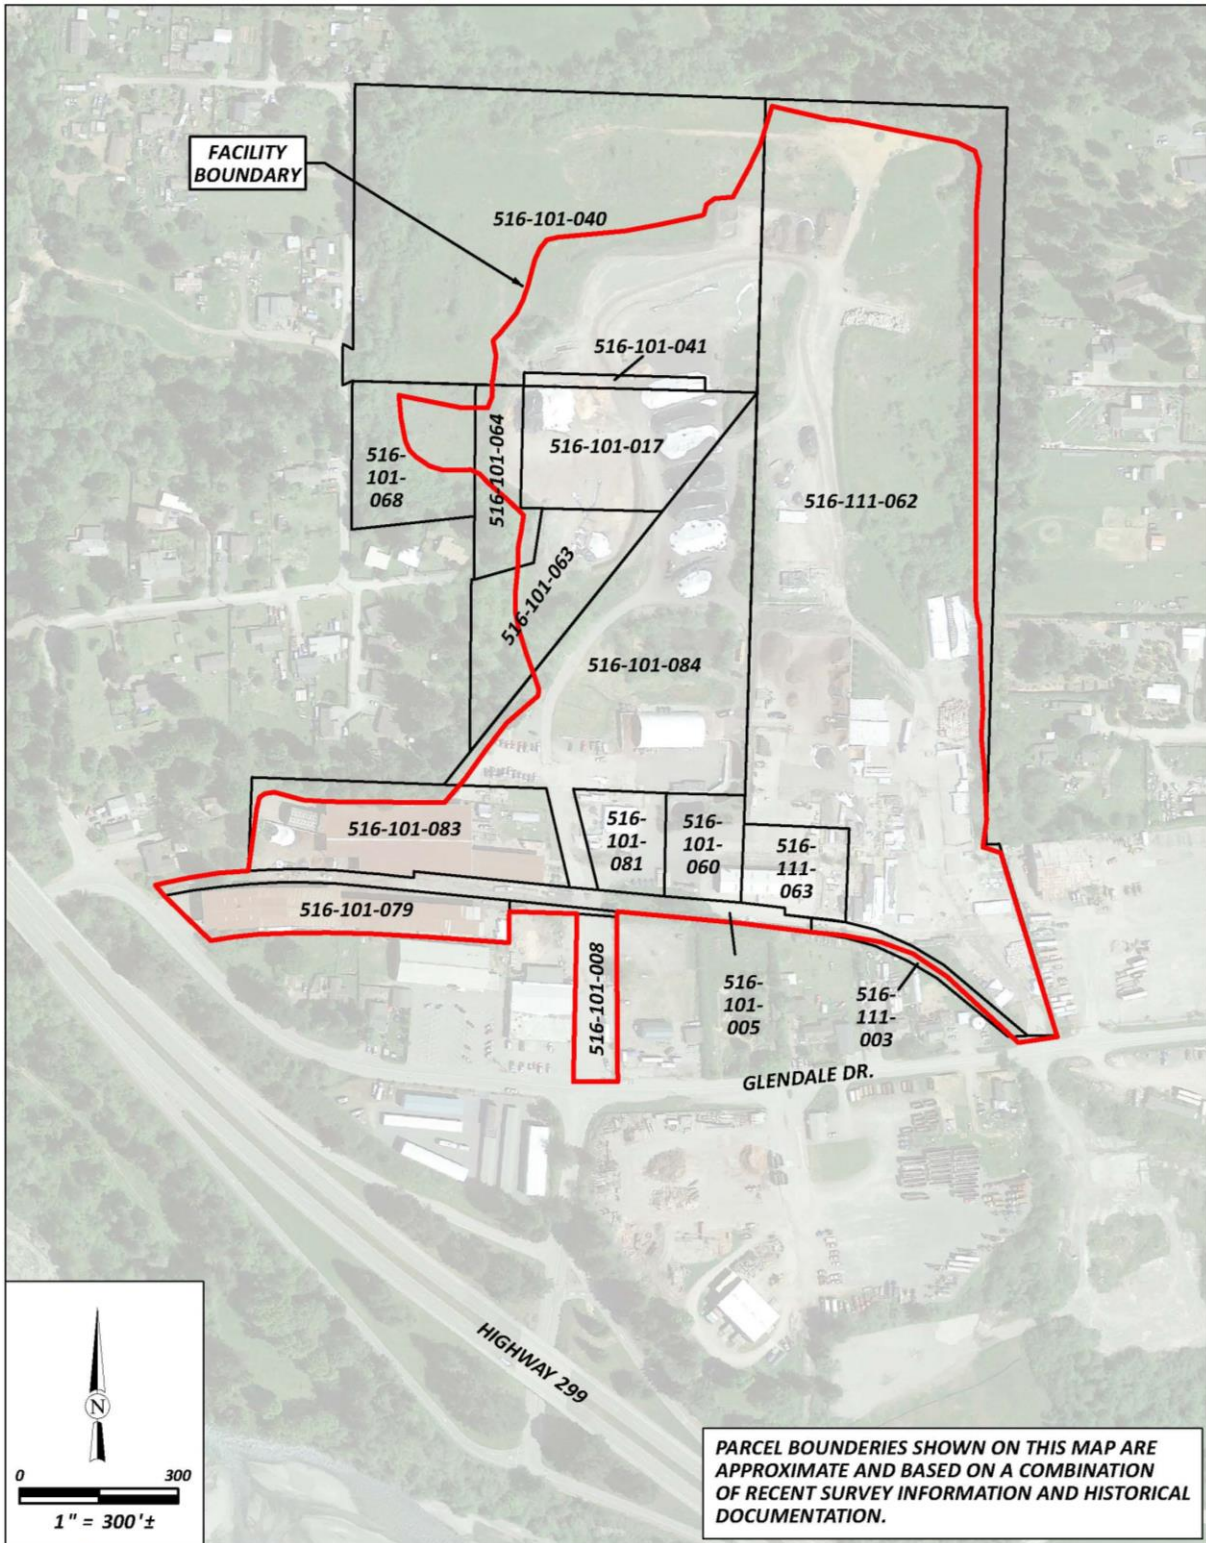 FACILITY
BOUNDARY
516-101-040
516-101-041
516-101-064
516-101-017
516-
101-
068
516-111-062
516-101-063
516-101-084
516-101-083
516-
101-
081
516-
101-
060
516-
111-
063
516-101-079
516-101-008
516-
101-
005
516-
111-
003
GLENDALE DR.
HIGHWAY 299
N
0 300
1" = 300'±
PARCEL BOUNDERIES SHOWN ON THIS MAP ARE
APPROXIMATE AND BASED ON A COMBINATION
OF RECENT SURVEY INFORMATION AND HISTORICAL
DOCUMENTATION.